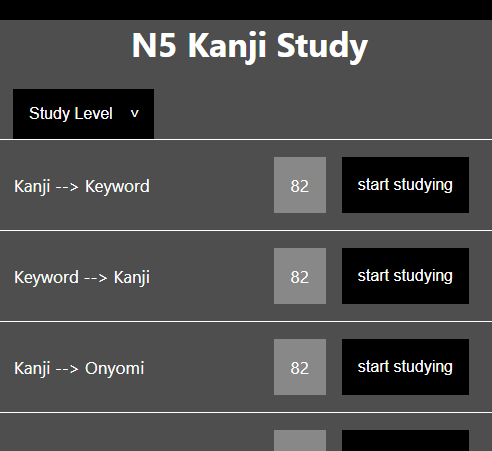 N5 Kanji Study
Study Level v
Kanji --> Keyword 82 start studying
Keyword --> Kanji 82 start studying
Kanji --> Onyomi 82 start studying